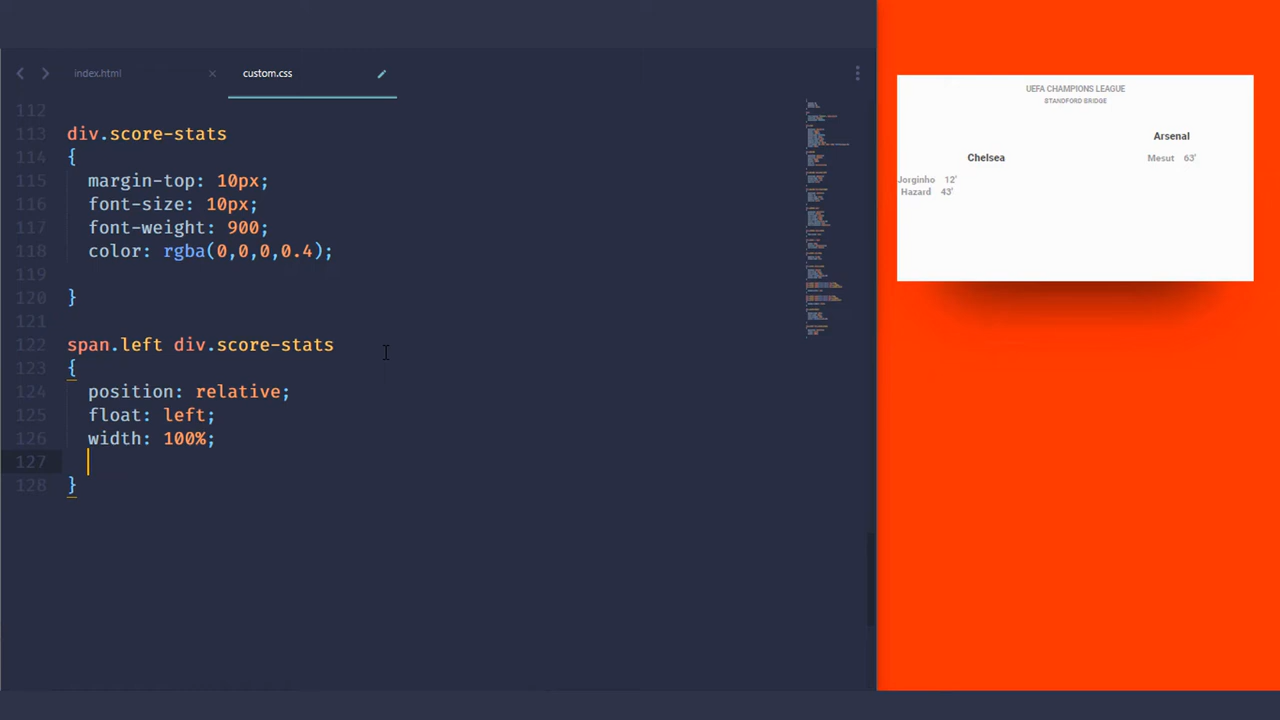 index.html
custom.css
112
113 div.score-stats
114 {
115 margin-top: 10px;
116 font-size: 10px;
117 font-weight: 900;
118 color: rgba(0,0,0,0.4);
119
120 }
121
122 span.left div.score-stats
123 {
124 position: relative;
125 float: left;
126 width: 100%;
127
128 }
UEFA CHAMPIONS LEAGUE
STANDFORD BRIDGE
Arsenal
Chelsea
Mesut 63'
Jorginho 12'
Hazard 43'